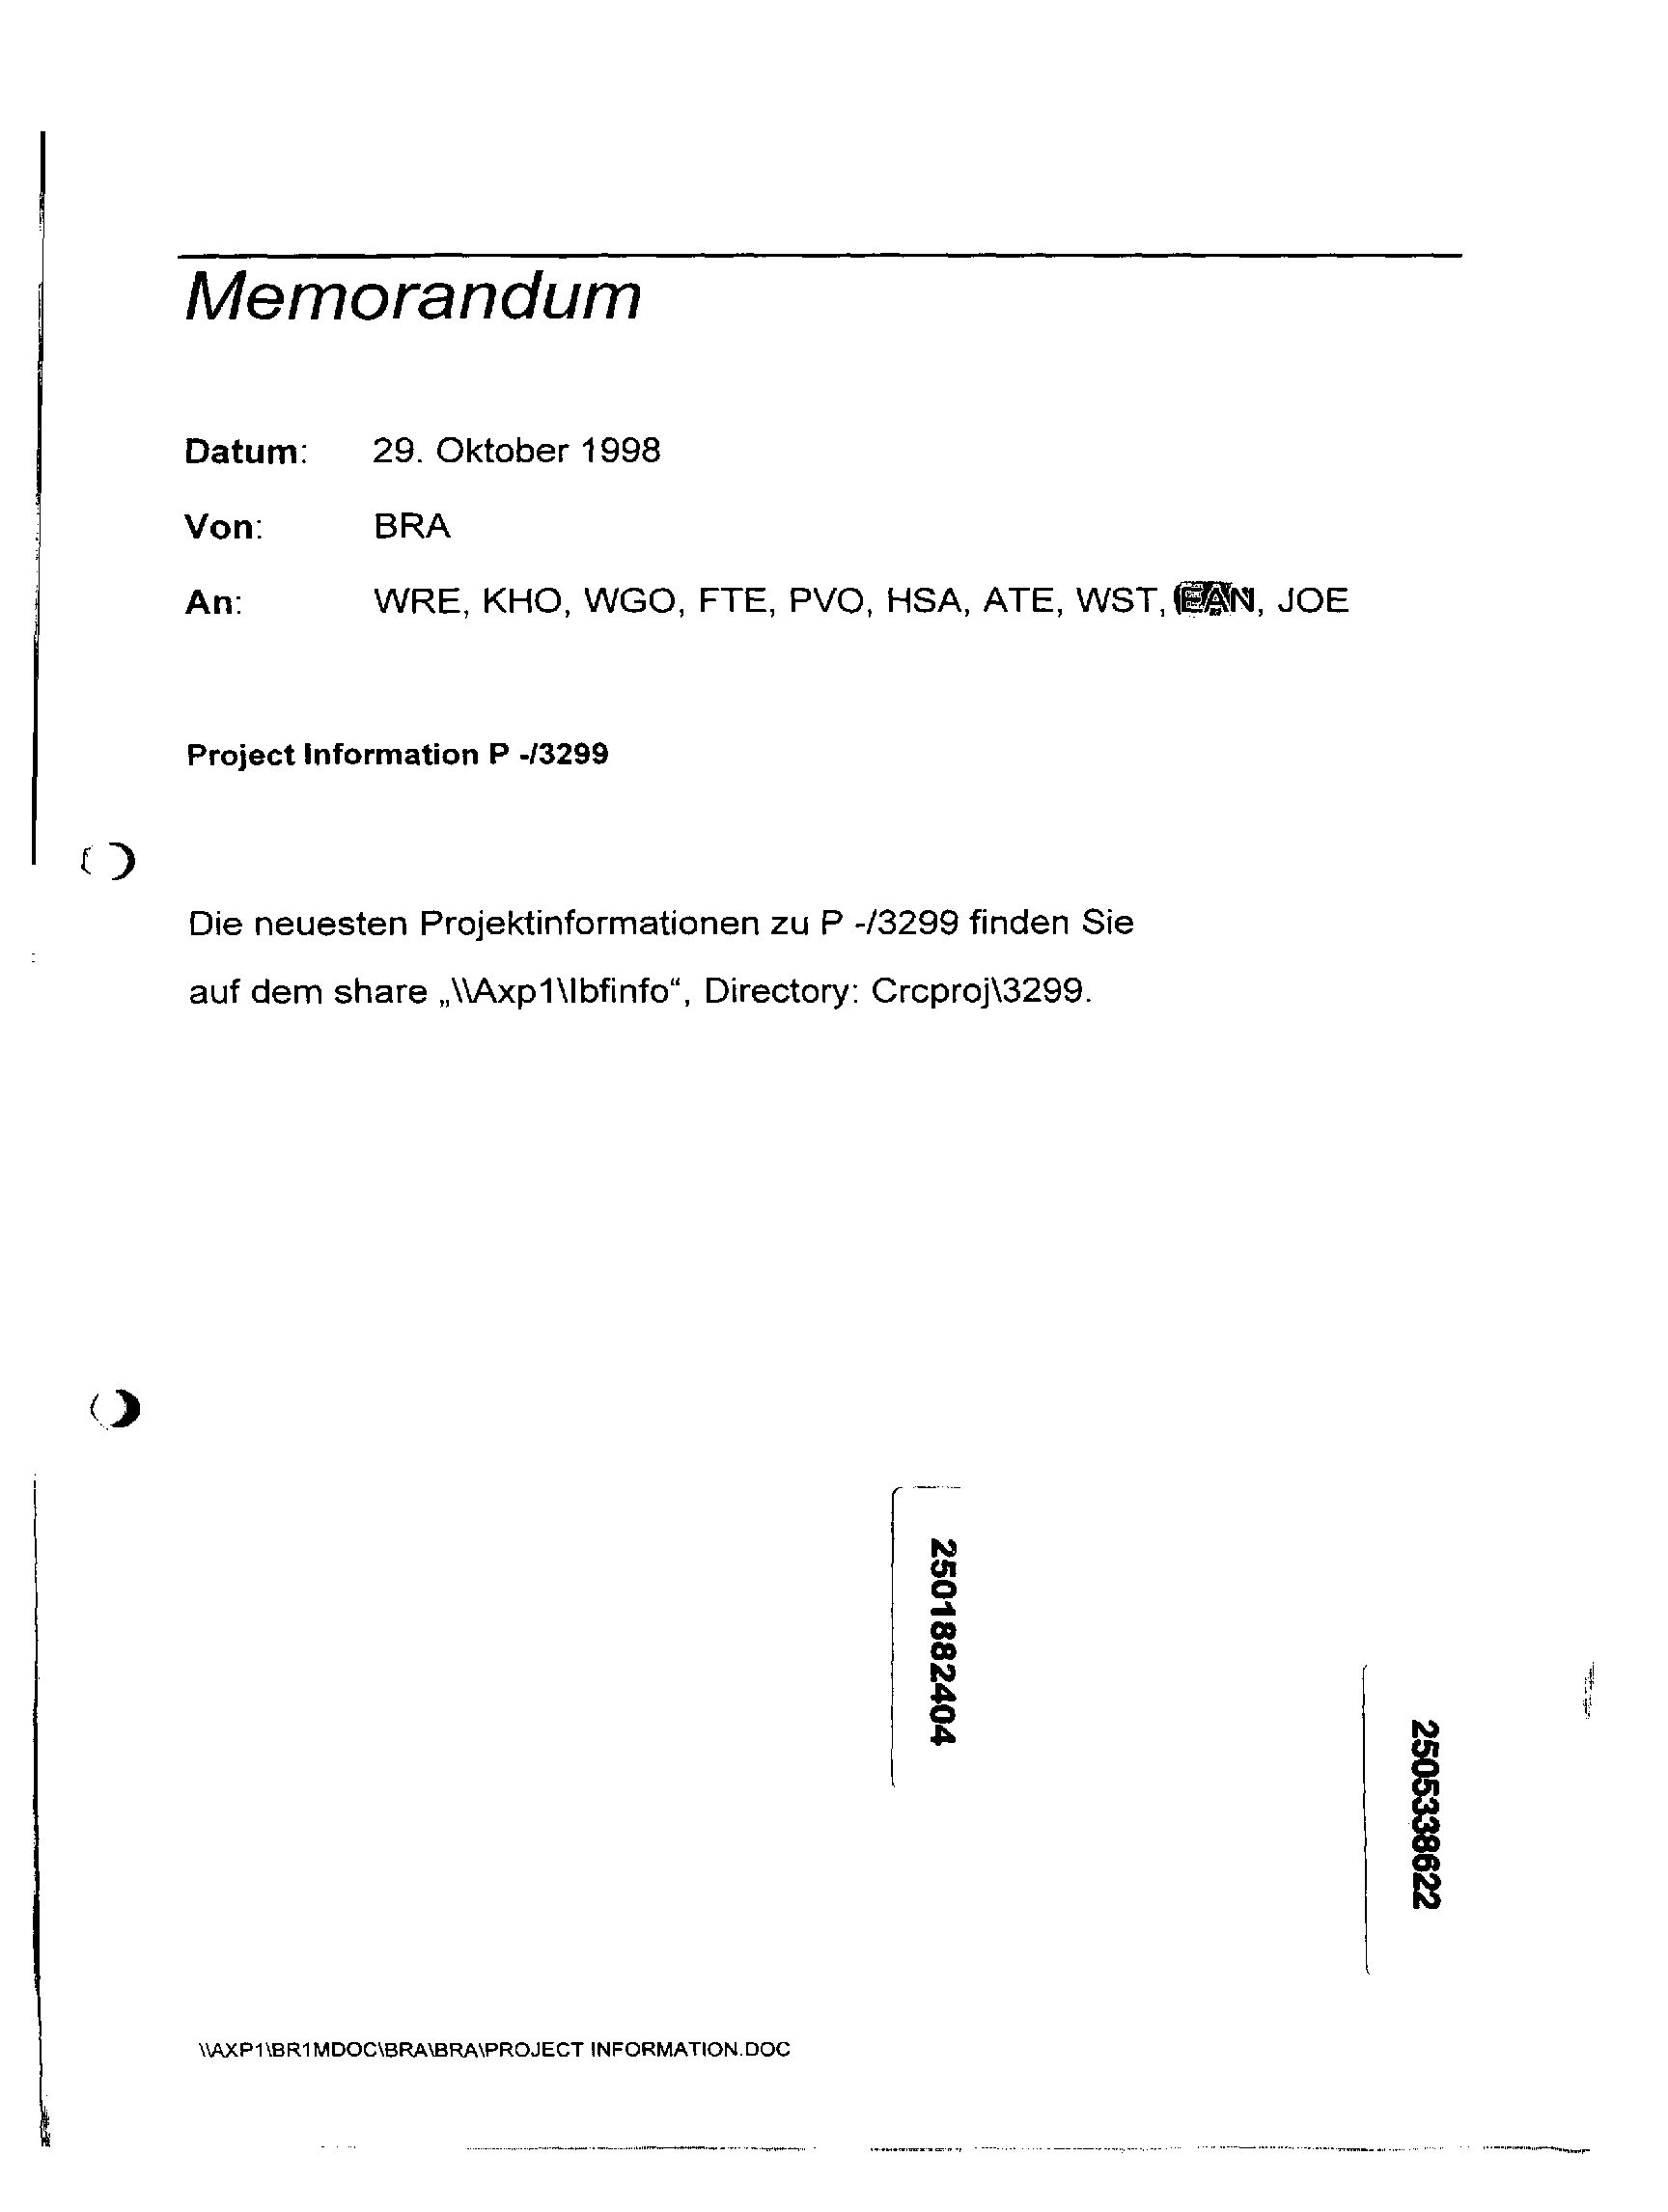 Memorandum
Datum: 29. Oktober 1998
Von: BRA
An: WRE, KHO, WGO, FTE, PVO, HSA, ATE, WST, EAN, JOE
Project Information P -/3299
Die neuesten Projektinformationen zu P -/3299 finden Sie
auf dem share „\\Axp1\Ibfinfo“, Directory: Crcproj\3299.
2501882404
2505338622
\\AXP1\BR1MDOC\BRA\BRA\PROJECT INFORMATION.DOC